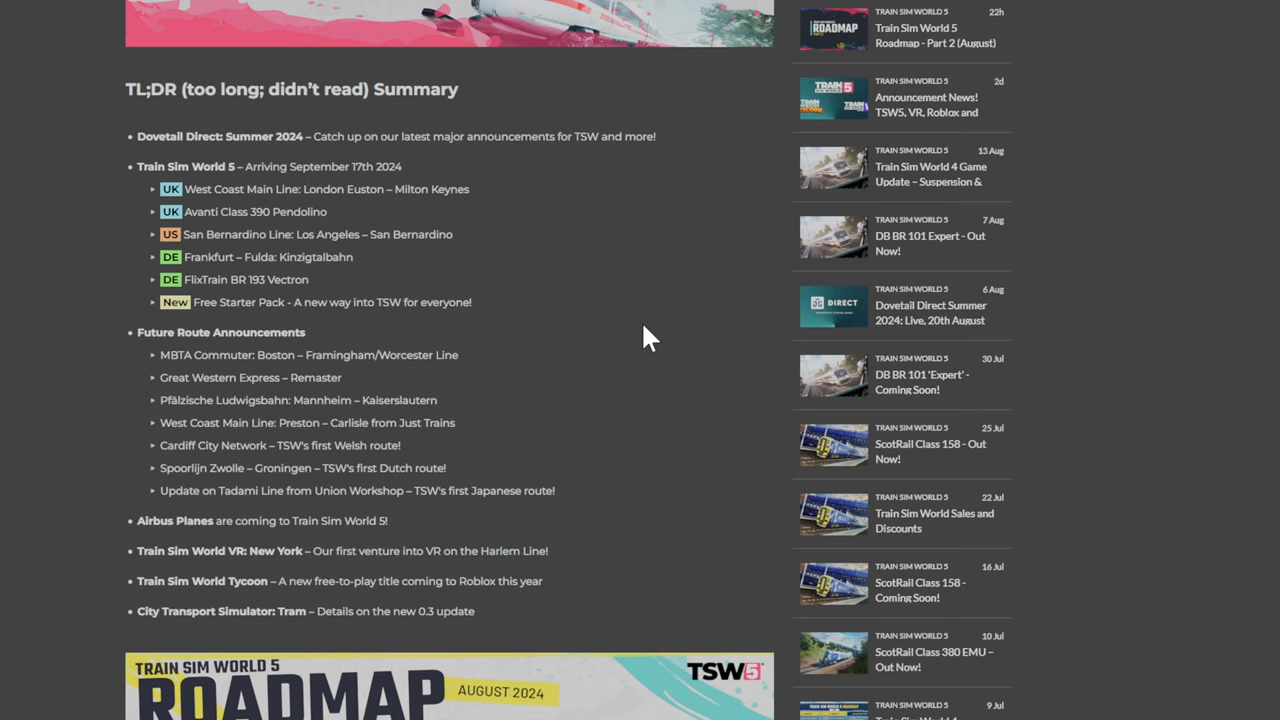 TL;DR (too long; didn't read) Summary
• Dovetail Direct: Summer 2024 – Catch up on our latest major announcements for TSW and more!
• Train Sim World 5 – Arriving September 17th 2024
▸ UK West Coast Main Line: London Euston – Milton Keynes
▸ UK Avanti Class 390 Pendolino
▸ US San Bernardino Line: Los Angeles – San Bernardino
▸ DE Frankfurt – Fulda: Kinzigtalbahn
▸ DE FlixTrain BR 193 Vectron
▸ New Free Starter Pack - A new way into TSW for everyone!
• Future Route Announcements
▸ MBTA Commuter: Boston – Framingham/Worcester Line
▸ Great Western Express – Remaster
▸ Pfälzische Ludwigsbahn: Mannheim – Kaiserslautern
▸ West Coast Main Line: Preston – Carlisle from Just Trains
▸ Cardiff City Network – TSW's first Welsh route!
▸ Spoorlijn Zwolle – Groningen – TSW's first Dutch route!
▸ Update on Tadami Line from Union Workshop – TSW's first Japanese route!
• Airbus Planes are coming to Train Sim World 5!
• Train Sim World VR: New York – Our first venture into VR on the Harlem Line!
• Train Sim World Tycoon – A new free-to-play title coming to Roblox this year
• City Transport Simulator: Tram – Details on the new 0.3 update
TRAIN SIM WORLD 5
ROADMAP
AUGUST 2024
TSW5
ROADMAP
TRAIN SIM WORLD 5 22h
Train Sim World 5
Roadmap - Part 2 (August)
TRAIN 5
TRAIN SIM WORLD 5 2d
Announcement News!
TSW5, VR, Roblox and
TRAIN SIM WORLD 5 13 Aug
Train Sim World 4 Game
Update – Suspension &
TRAIN SIM WORLD 5 7 Aug
DB BR 101 Expert - Out
Now!
DIRECT
TRAIN SIM WORLD 5 6 Aug
Dovetail Direct Summer
2024: Live, 20th August
TRAIN SIM WORLD 5 30 Jul
DB BR 101 'Expert' -
Coming Soon!
TRAIN SIM WORLD 5 25 Jul
ScotRail Class 158 - Out
Now!
TRAIN SIM WORLD 5 22 Jul
Train Sim World Sales and
Discounts
TRAIN SIM WORLD 5 16 Jul
ScotRail Class 158 -
Coming Soon!
TRAIN SIM WORLD 5 10 Jul
ScotRail Class 380 EMU –
Out Now!
TRAIN SIM WORLD 5 9 Jul